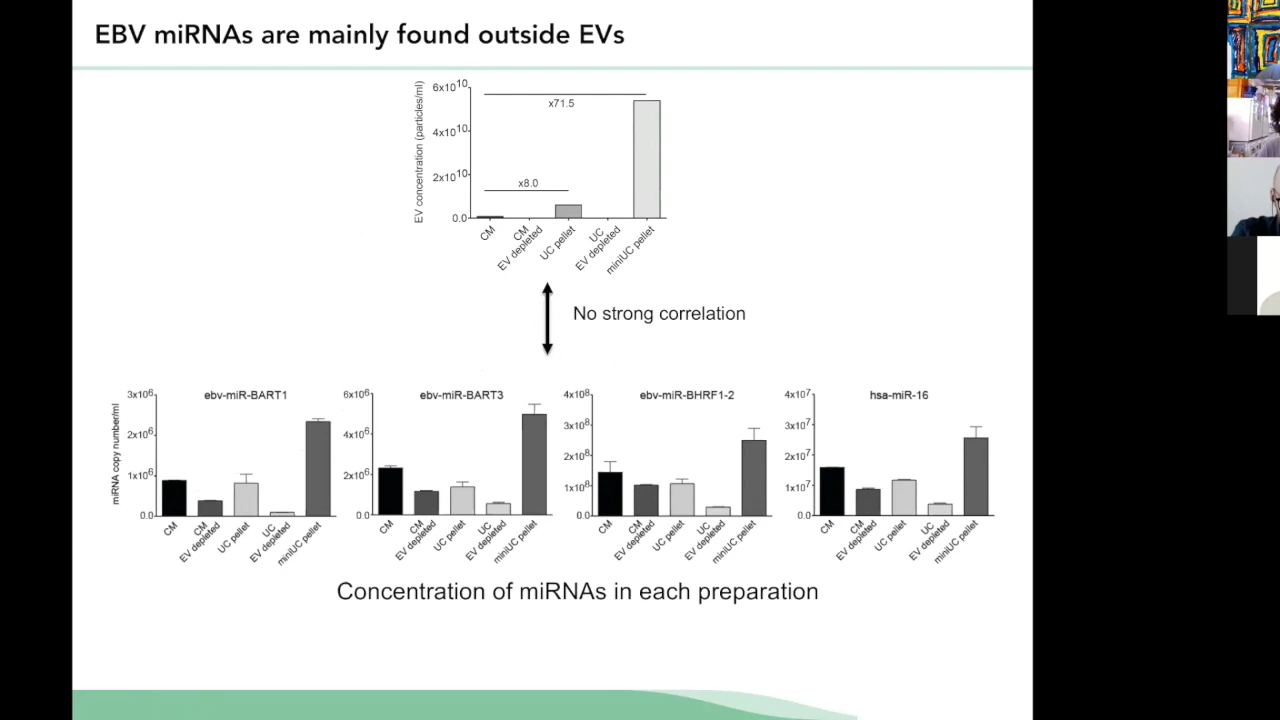 EBV miRNAs are mainly found outside EVs
EV concentration (particles/ml)
6x10^10
4x10^10
2x10^10
0.0
x71.5
x8.0
CM
CM EV depleted
UC pellet
UC EV depleted
miniUC pellet
No strong correlation
miRNA copy number/ml
ebv-miR-BART1
3x10^6
2x10^6
1x10^6
0.0
CM
CM EV depleted
UC pellet
UC EV depleted
miniUC pellet
ebv-miR-BART3
6x10^6
4x10^6
2x10^6
0.0
CM
CM EV depleted
UC pellet
UC EV depleted
miniUC pellet
ebv-miR-BHRF1-2
4x10^8
3x10^8
2x10^8
1x10^8
0.0
CM
CM EV depleted
UC pellet
UC EV depleted
miniUC pellet
hsa-miR-16
4x10^7
3x10^7
2x10^7
1x10^7
0.0
CM
CM EV depleted
UC pellet
UC EV depleted
miniUC pellet
Concentration of miRNAs in each preparation